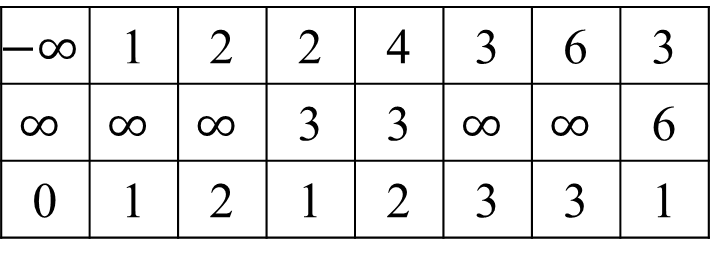 −∞ 1 2 2 4 3 6 3
∞ ∞ ∞ 3 3 ∞ ∞ 6
0 1 2 1 2 3 3 1